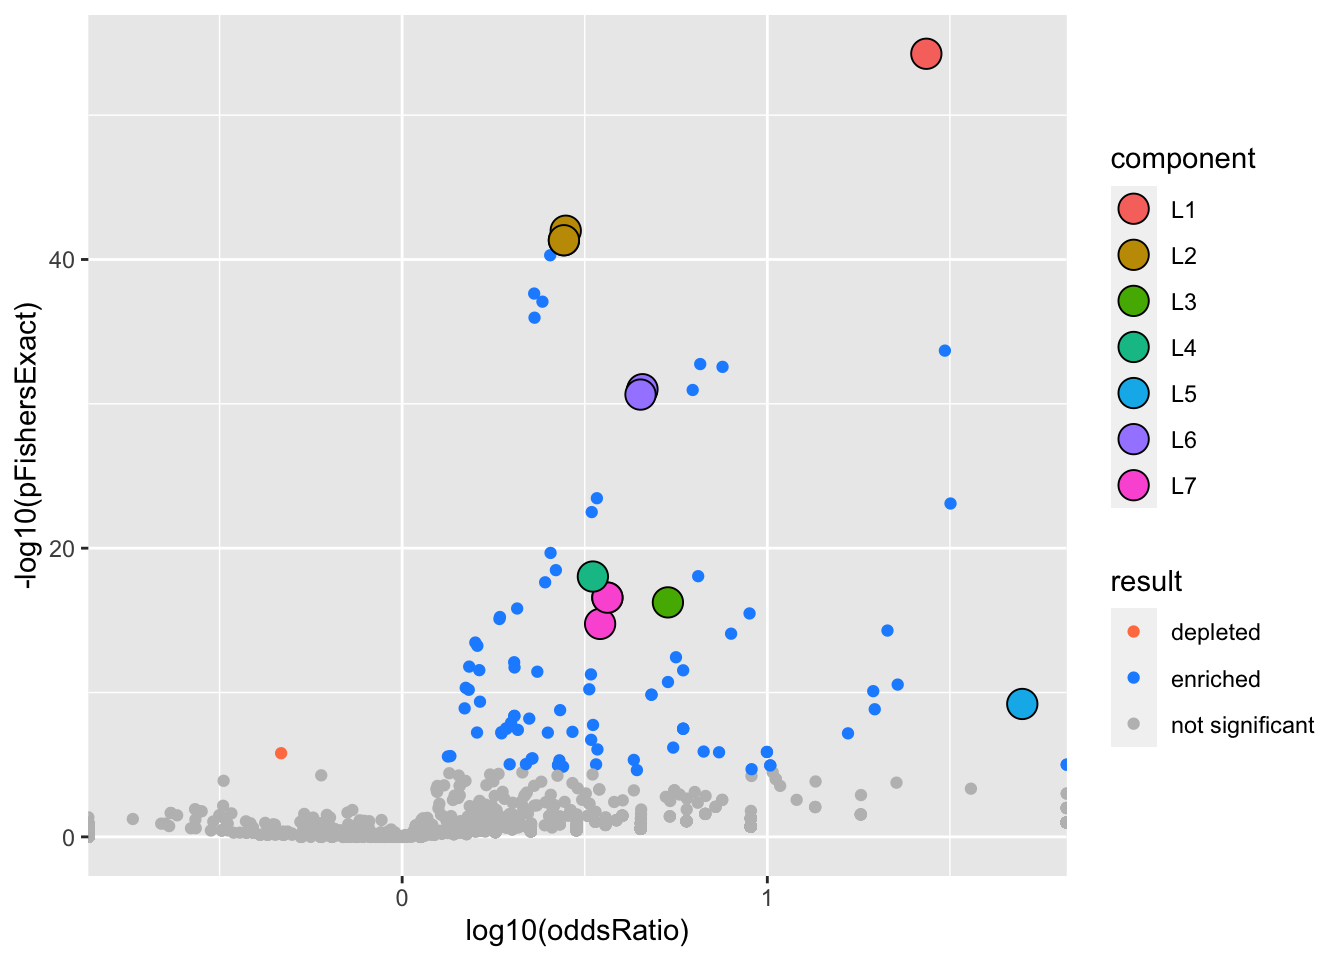 component
L1
L2
L3
L4
L5
L6
L7
result
depleted
enriched
not significant
-log10(pFishersExact)
40
20
0
0 1
log10(oddsRatio)